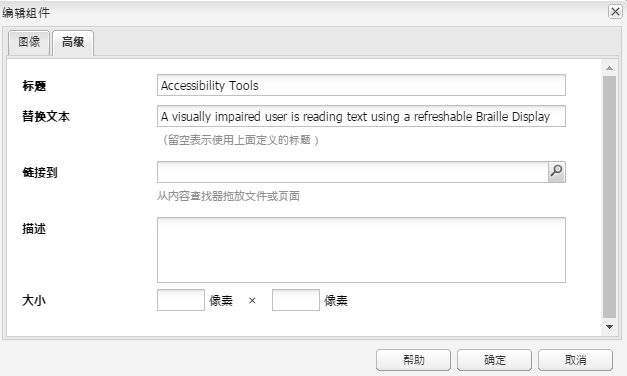 编辑组件
图像 高级
标题 Accessibility Tools
替换文本 A visually impaired user is reading text using a refreshable Braille Display
（留空表示使用上面定义的标题）
链接到
从内容查找器拖放文件或页面
描述
大小 像素 × 像素
帮助 确定 取消